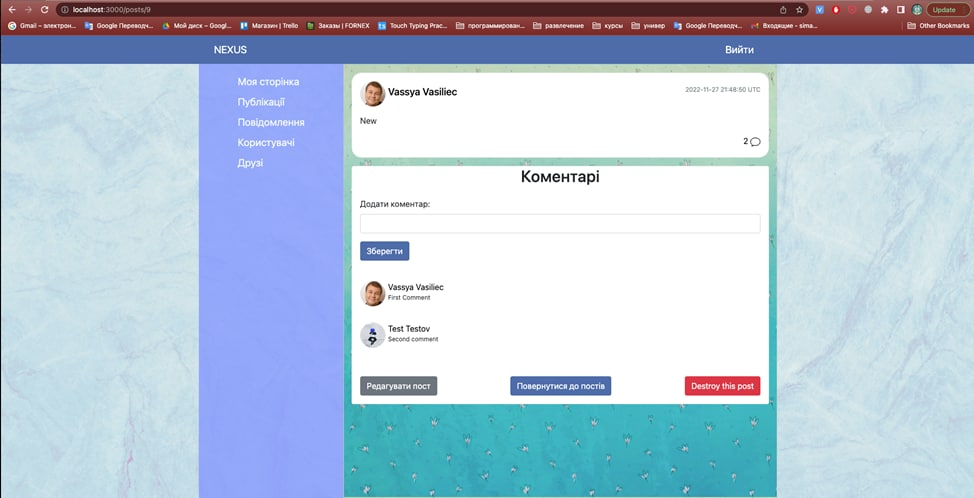 localhost:3000/posts/9
Update
Gmail – электрон...
Google Переводч...
Мой диск – Googl...
Магазин | Trello
Заказы | FORNEX
Touch Typing Prac...
программирован...
развлечение
курсы
универ
Google Переводч...
Входящие - sima...
Other Bookmarks
NEXUS
Вийти
Моя сторінка
Публікації
Повідомлення
Користувачі
Друзі
Vassya Vasiliec
2022-11-27 21:48:50 UTC
New
2
Коментарі
Додати коментар:
Зберегти
Vassya Vasiliec
First Comment
Test Testov
Second comment
Редагувати пост
Повернутися до постів
Destroy this post